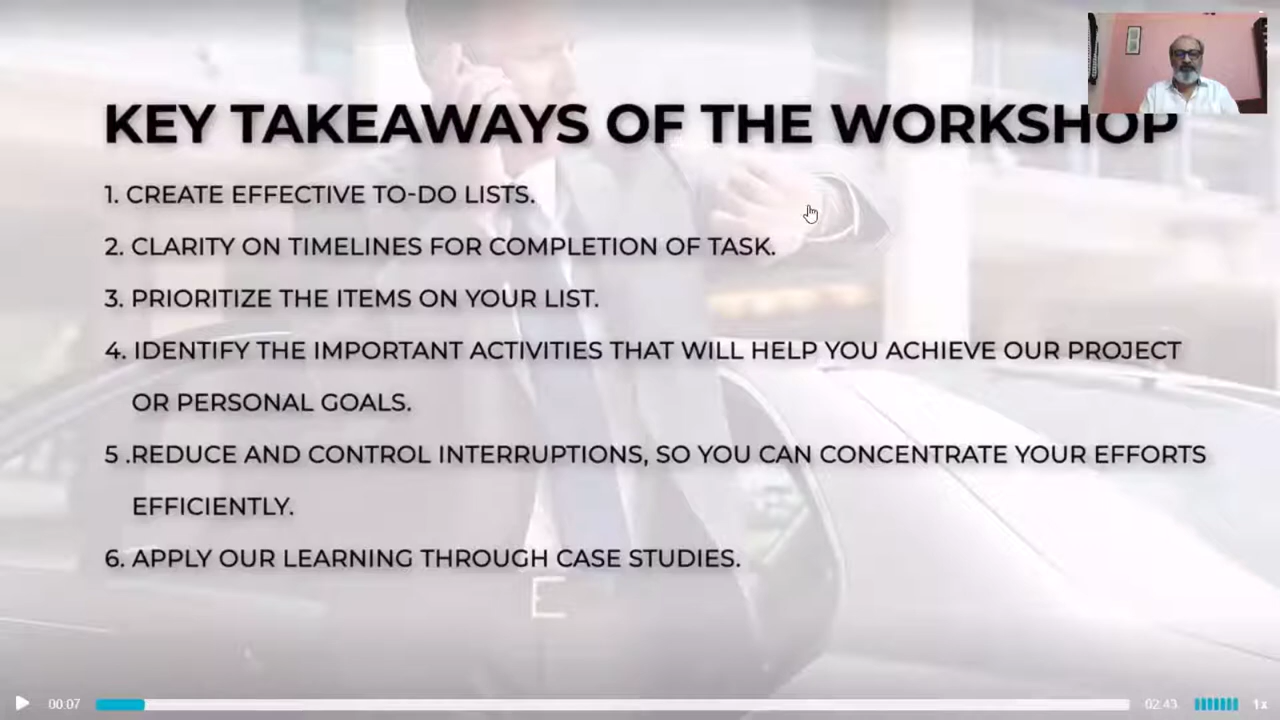 KEY TAKEAWAYS OF THE WORKSHOP
1. CREATE EFFECTIVE TO-DO LISTS.
2. CLARITY ON TIMELINES FOR COMPLETION OF TASK.
3. PRIORITIZE THE ITEMS ON YOUR LIST.
4. IDENTIFY THE IMPORTANT ACTIVITIES THAT WILL HELP YOU ACHIEVE OUR PROJECT
OR PERSONAL GOALS.
5 .REDUCE AND CONTROL INTERRUPTIONS, SO YOU CAN CONCENTRATE YOUR EFFORTS
EFFICIENTLY.
6. APPLY OUR LEARNING THROUGH CASE STUDIES.
00:07 02:43 1x